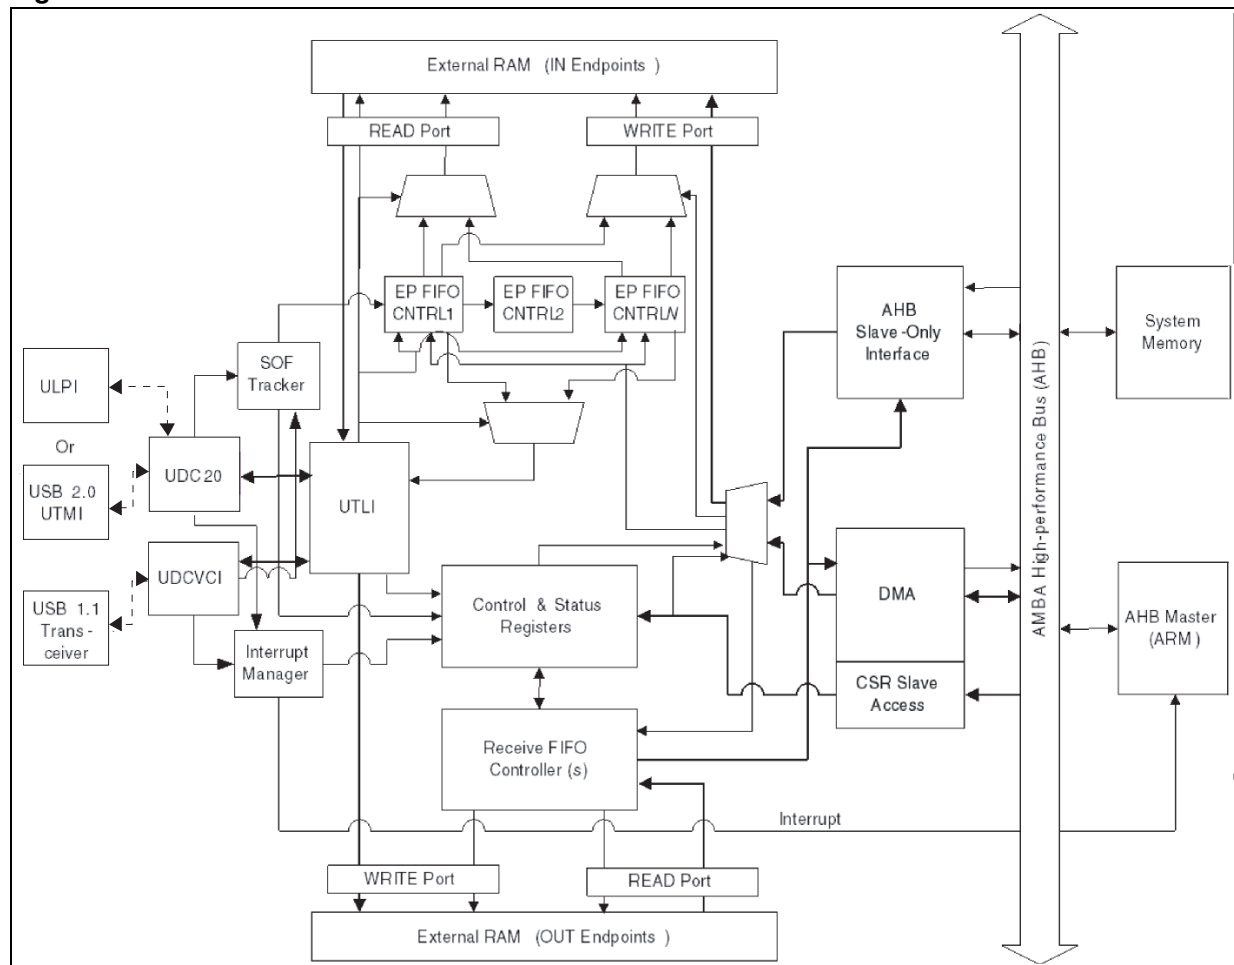 External RAM (IN Endpoints )
READ Port
WRITE Port
EP FIFO
CNTRL1
EP FIFO
CNTRL2
EP FIFO
CNTRLN
AHB
Slave-Only
Interface
System
Memory
AMBA High-performance Bus (AHB)
SOF
Tracker
ULPI
Or
UDC20
USB 2.0
UTMI
UTLI
UDCVCI
USB 1.1
Trans-
ceiver
Interrupt
Manager
Control & Status
Registers
DMA
AHB Master
(ARM )
CSR Slave
Access
Receive FIFO
Controller (s)
Interrupt
WRITE Port
READ Port
External RAM (OUT Endpoints )